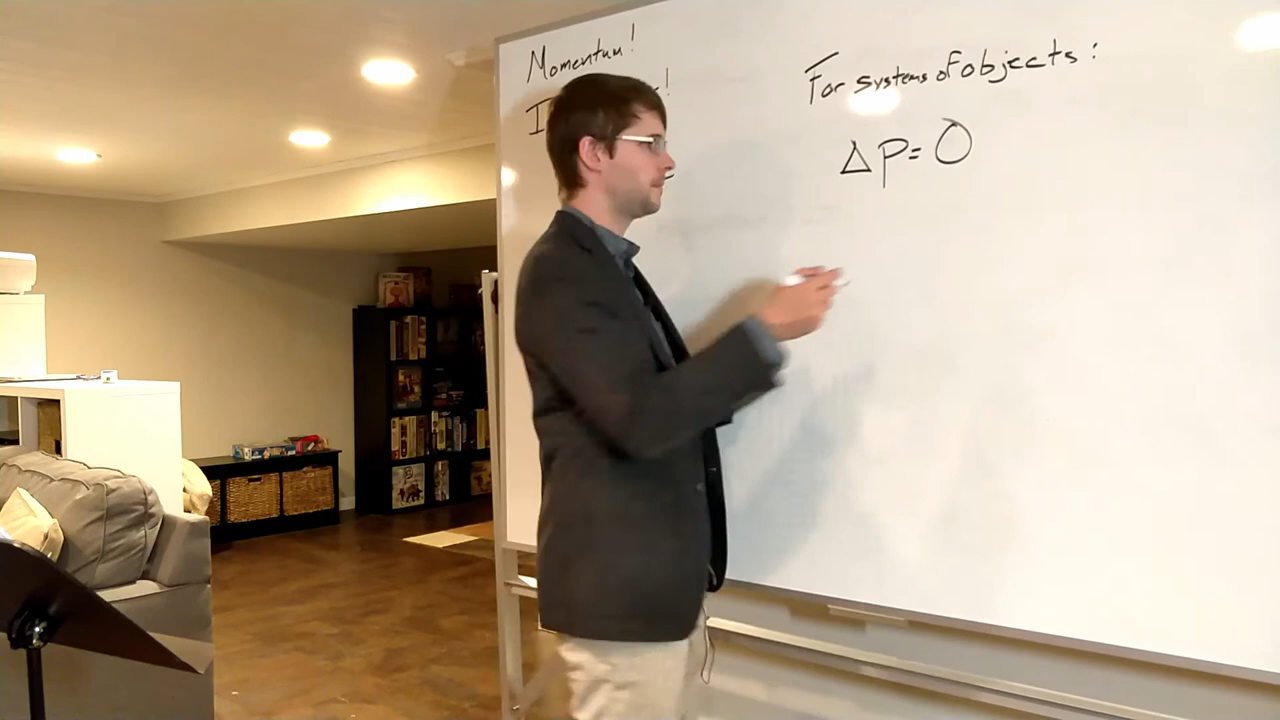 Momentum!
For systems of objects:
Δp=0